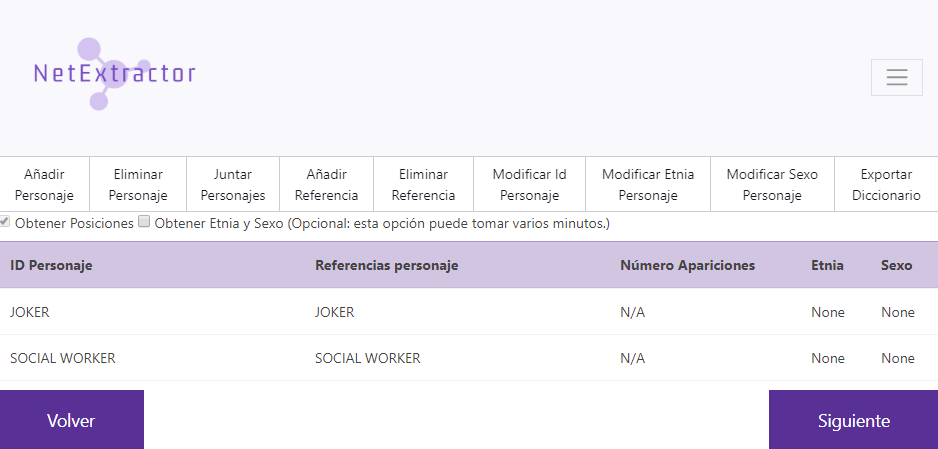 NetExtractor
Añadir Personaje
Eliminar Personaje
Juntar Personajes
Añadir Referencia
Eliminar Referencia
Modificar Id Personaje
Modificar Etnia Personaje
Modificar Sexo Personaje
Exportar Diccionario
Obtener Posiciones Obtener Etnia y Sexo (Opcional: esta opción puede tomar varios minutos.)
ID Personaje Referencias personaje Número Apariciones Etnia Sexo
JOKER JOKER N/A None None
SOCIAL WORKER SOCIAL WORKER N/A None None
Volver Siguiente